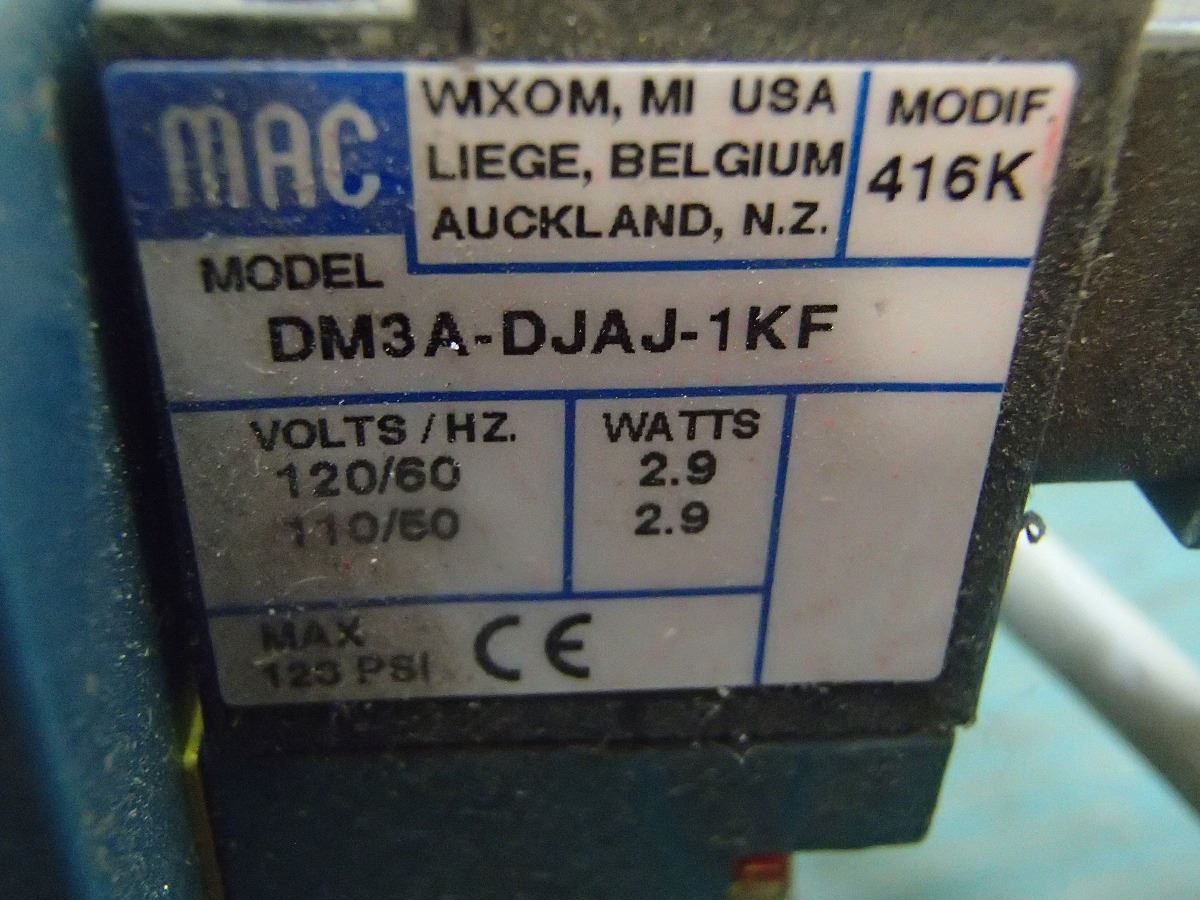 MAC
WIXOM, MI USA
LIEGE, BELGIUM
AUCKLAND, N.Z.
MODIF.
416K
MODEL
DM3A-DJAJ-1KF
VOLTS / HZ.
120/60
110/50
WATTS
2.9
2.9
MAX
123 PSI
CE